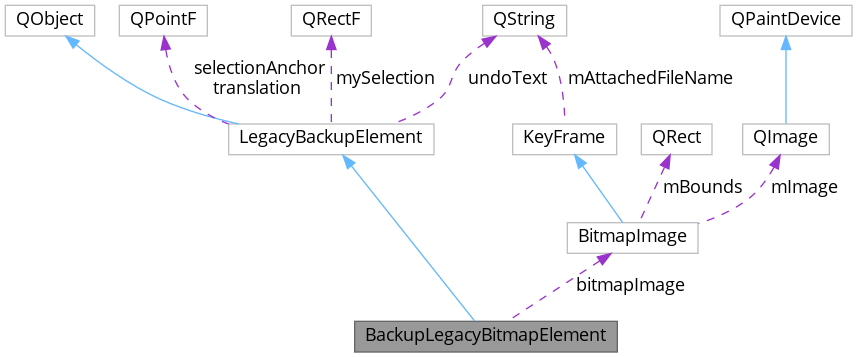 QObject
QPointF
QRectF
QString
QPaintDevice
selectionAnchor
translation
mySelection
undoText
mAttachedFileName
LegacyBackupElement
KeyFrame
QRect
QImage
mBounds
mImage
BitmapImage
bitmapImage
BackupLegacyBitmapElement